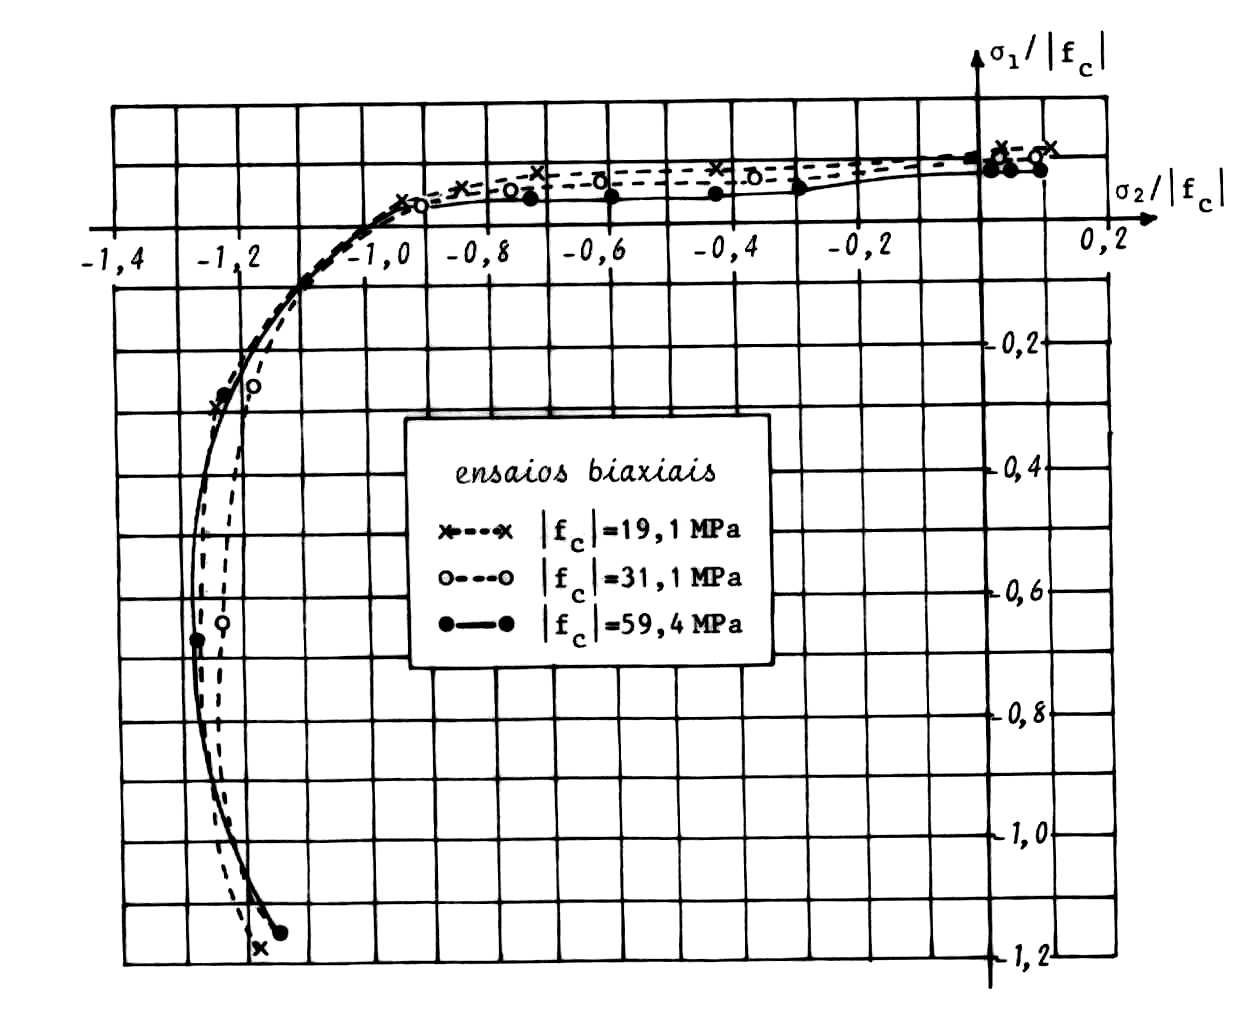 σ1/|fc|
σ2/|fc|
-1,4 -1,2 -1,0 -0,8 -0,6 -0,4 -0,2 0,2
-0,2
-0,4
-0,6
-0,8
-1,0
-1,2
ensaios biaxiais
x---x |fc|=19,1 MPa
o---o |fc|=31,1 MPa
●—● |fc|=59,4 MPa